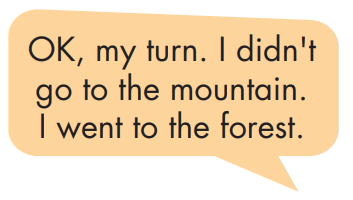 OK, my turn. I didn't
go to the mountain.
I went to the forest.